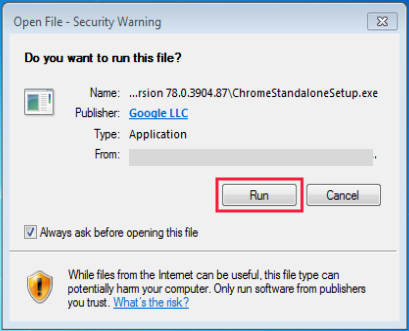 Open File - Security Warning
Do you want to run this file?
Name: ...rsion 78.0.3904.87\ChromeStandaloneSetup.exe
Publisher: Google LLC
Type: Application
From: .
Run Cancel
Always ask before opening this file
While files from the Internet can be useful, this file type can
potentially harm your computer. Only run software from publishers
you trust. What's the risk?